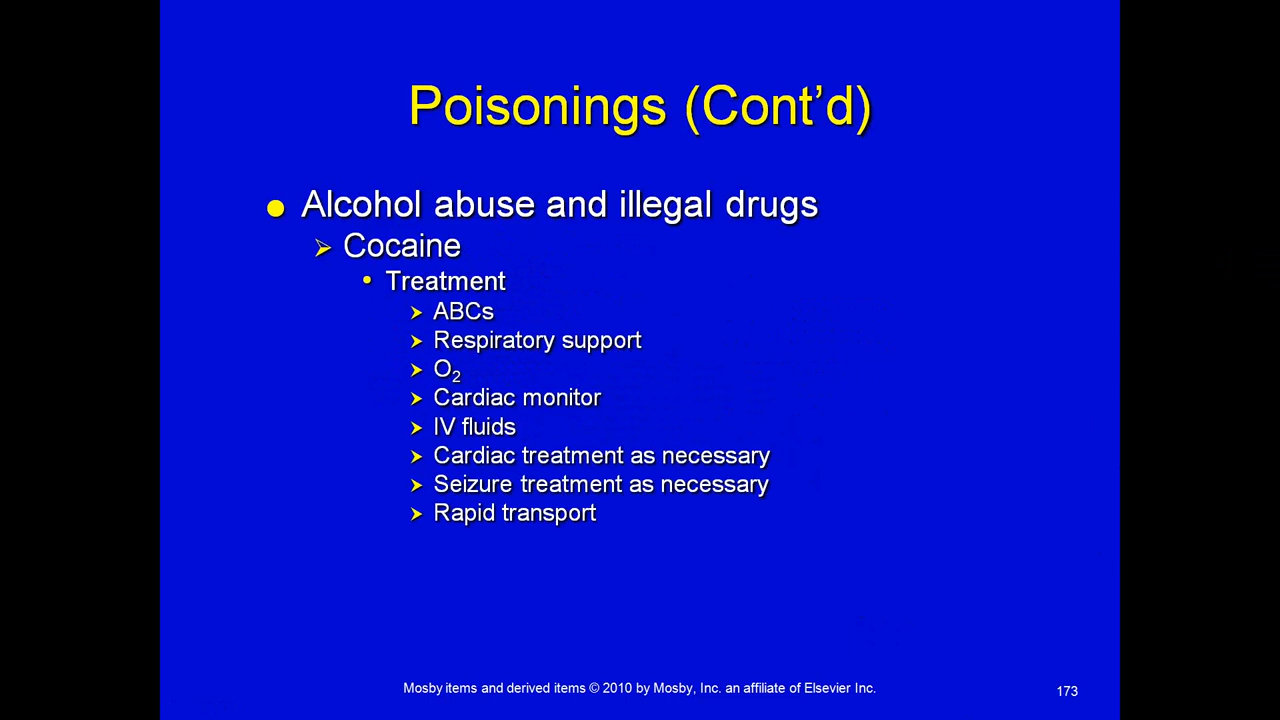 Poisonings (Cont’d)
Alcohol abuse and illegal drugs
Cocaine
Treatment
ABCs
Respiratory support
O2
Cardiac monitor
IV fluids
Cardiac treatment as necessary
Seizure treatment as necessary
Rapid transport
Mosby items and derived items © 2010 by Mosby, Inc. an affiliate of Elsevier Inc.
173